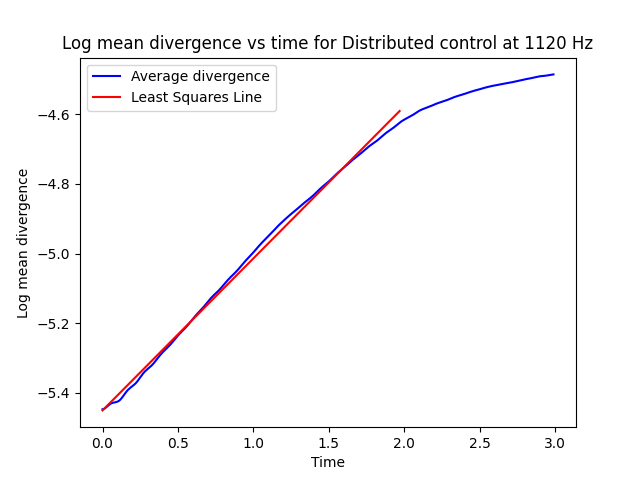 Log mean divergence vs time for Distributed control at 1120 Hz
Average divergence
Least Squares Line
Log mean divergence
−4.6
−4.8
−5.0
−5.2
−5.4
0.0 0.5 1.0 1.5 2.0 2.5 3.0
Time